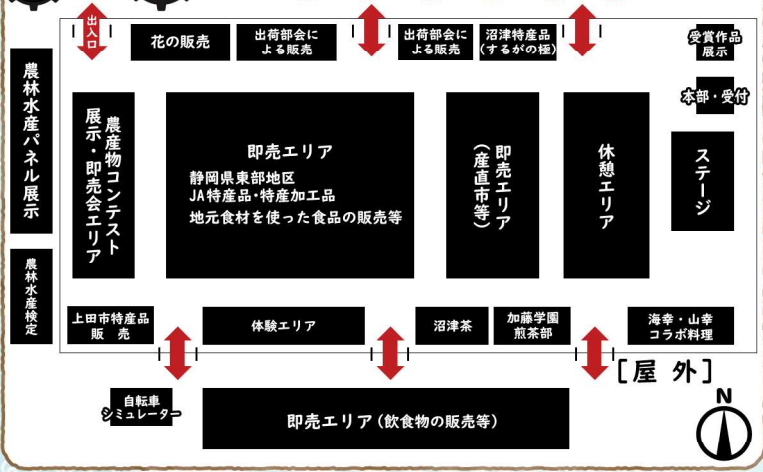 出入口
花の販売
出荷部会に
よる販売
出荷部会に
よる販売
沼津特産品
(するがの極)
受賞作品
展示
本部・受付
農林水産パネル展示
農産物コンテスト
展示・即売会エリア
即売エリア
静岡県東部地区
JA特産品・特産加工品
地元食材を使った食品の販売等
即売エリア
(産直市等)
休憩エリア
ステージ
農林水産検定
上田市特産品
販 売
体験エリア
沼津茶
加藤学園
煎茶部
海幸・山幸
コラボ料理
[屋 外]
自転車
シミュレーター
即売エリア(飲食物の販売等)
N